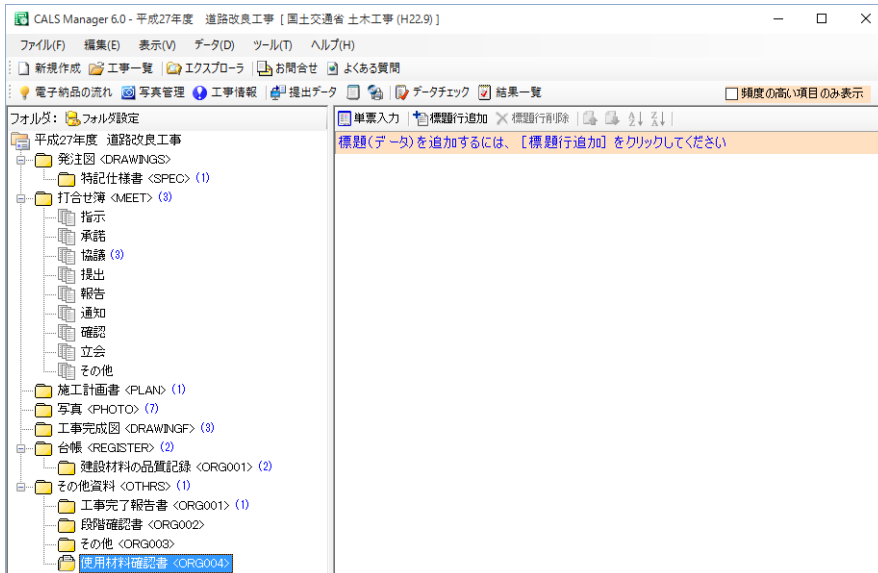 CALS Manager 6.0 - 平成27年度　道路改良工事 [ 国土交通省 土木工事 (H22.9) ]
ファイル(F) 編集(E) 表示(V) データ(D) ツール(T) ヘルプ(H)
新規作成 工事一覧 エクスプローラ お問合せ よくある質問
電子納品の流れ 写真管理 工事情報 提出データ データチェック 結果一覧 頻度の高い項目のみ表示
フォルダ: フォルダ設定 単票入力 標題行追加 標題行削除
標題(データ)を追加するには、[標題行追加] をクリックしてください
平成27年度　道路改良工事
発注図 <DRAWINGS>
特記仕様書 <SPEC> (1)
打合せ簿 <MEET> (3)
指示
承諾
協議 (3)
提出
報告
通知
確認
立会
その他
施工計画書 <PLAN> (1)
写真 <PHOTO> (7)
工事完成図 <DRAWINGF> (3)
台帳 <REGISTER> (2)
建設材料の品質記録 <ORG001> (2)
その他資料 <OTHRS> (1)
工事完了報告書 <ORG001> (1)
段階確認書 <ORG002>
その他 <ORG003>
使用材料確認書 <ORG004>